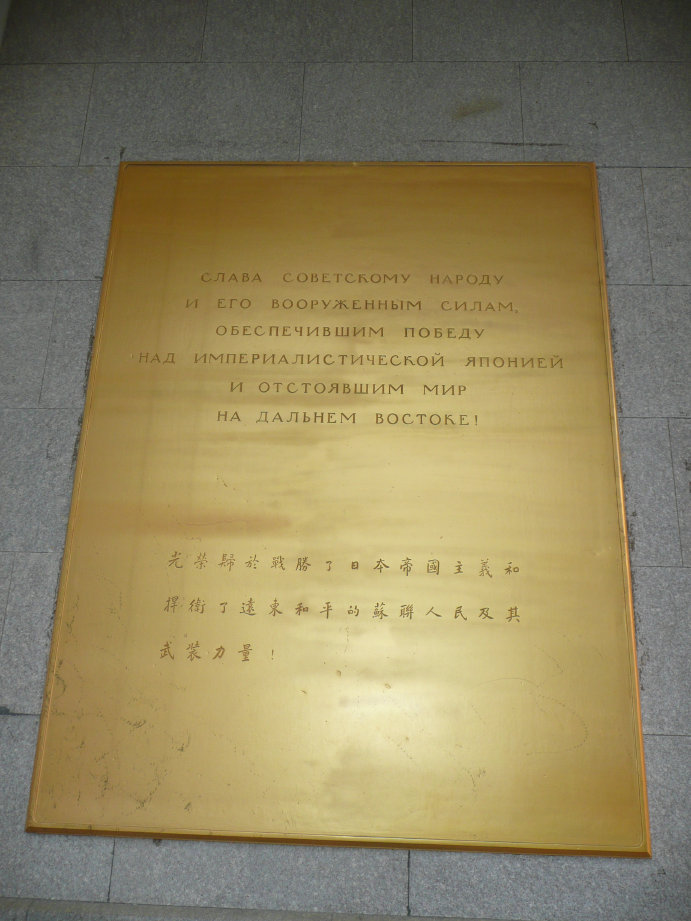 СЛАВА СОВЕТСКОМУ НАРОДУ
И ЕГО ВООРУЖЕННЫМ СИЛАМ,
ОБЕСПЕЧИВШИМ ПОБЕДУ
НАД ИМПЕРИАЛИСТИЧЕСКОЙ ЯПОНИЕЙ
И ОТСТОЯВШИМ МИР
НА ДАЛЬНЕМ ВОСТОКЕ!
光榮歸於戰勝了日本帝國主義和
捍衛了遠東和平的蘇聯人民及其
武裝力量!